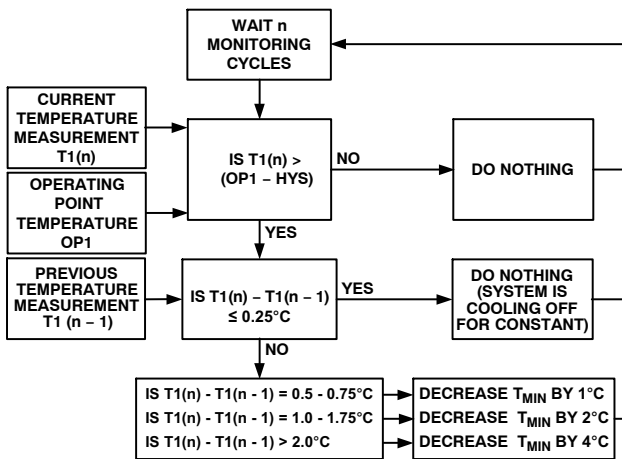 WAIT n
MONITORING
CYCLES
CURRENT
TEMPERATURE
MEASUREMENT
T1(n)
IS T1(n) >
(OP1 – HYS)
NO
DO NOTHING
OPERATING
POINT
TEMPERATURE
OP1
YES
PREVIOUS
TEMPERATURE
MEASUREMENT
T1 (n – 1)
IS T1(n) – T1(n – 1)
≤ 0.25°C
YES
DO NOTHING
(SYSTEM IS
COOLING OFF
FOR CONSTANT)
NO
IS T1(n) - T1(n - 1) = 0.5 - 0.75°C
DECREASE TMIN BY 1°C
IS T1(n) - T1(n - 1) = 1.0 - 1.75°C
DECREASE TMIN BY 2°C
IS T1(n) - T1(n - 1) > 2.0°C
DECREASE TMIN BY 4°C